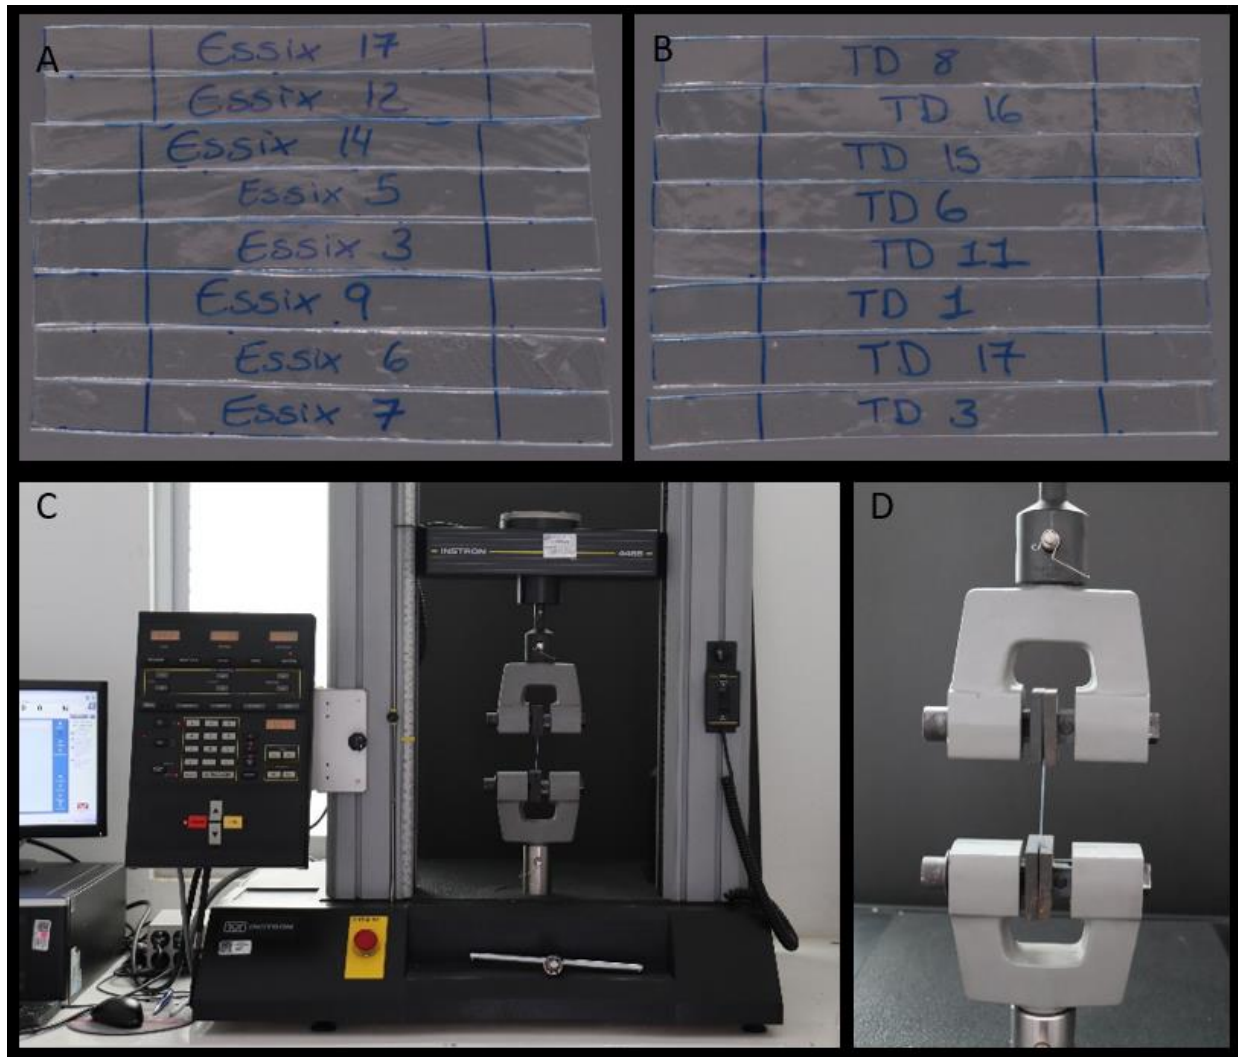 A
Essix 17
Essix 12
Essix 14
Essix 5
Essix 3
Essix 9
Essix 6
Essix 7
B
TD 8
TD 16
TD 15
TD 6
TD 11
TD 1
TD 17
TD 3
C
INSTRON
INSTRON
D